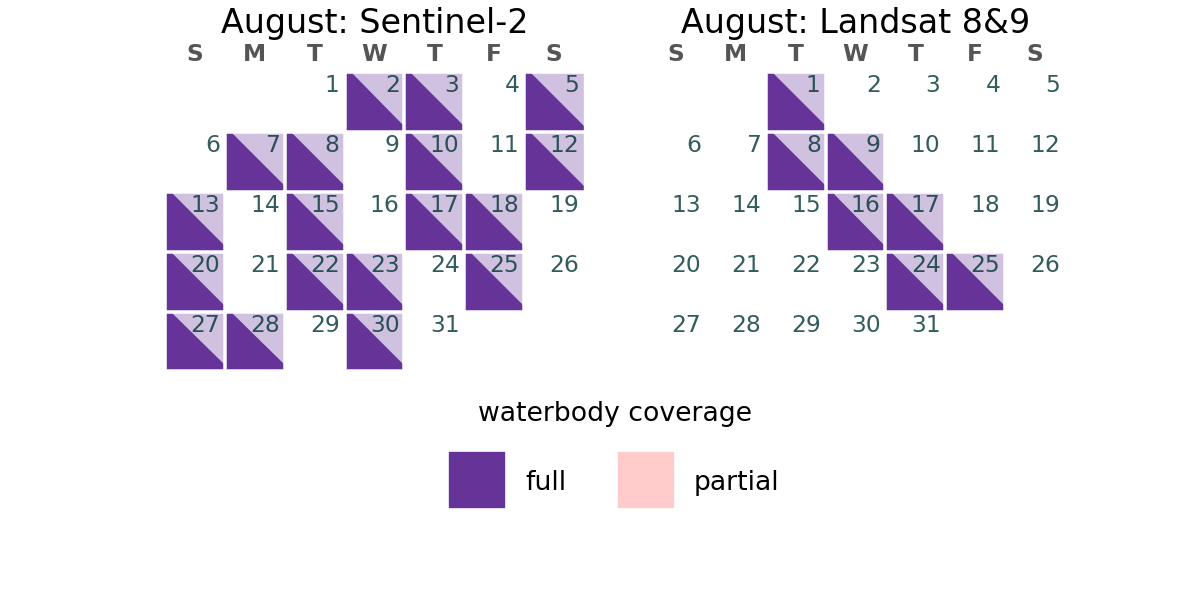 August: Sentinel-2
S M T W T F S
1 2 3 4 5
6 7 8 9 10 11 12
13 14 15 16 17 18 19
20 21 22 23 24 25 26
27 28 29 30 31
August: Landsat 8&9
S M T W T F S
1 2 3 4 5
6 7 8 9 10 11 12
13 14 15 16 17 18 19
20 21 22 23 24 25 26
27 28 29 30 31
waterbody coverage
full
partial